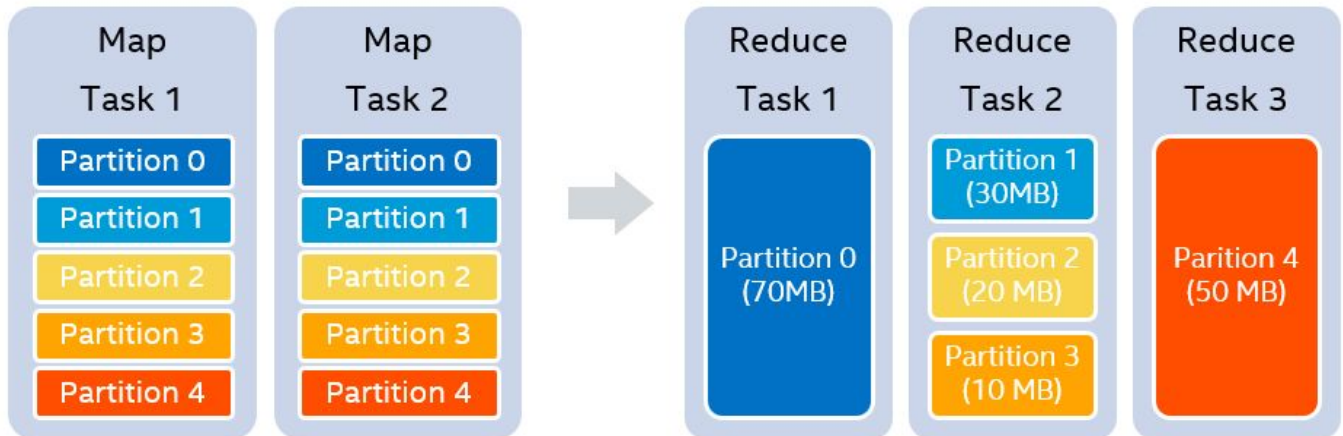 Map
Task 1
Partition 0
Partition 1
Partition 2
Partition 3
Partition 4
Map
Task 2
Partition 0
Partition 1
Partition 2
Partition 3
Partition 4
Reduce
Task 1
Partition 0
(70MB)
Reduce
Task 2
Partition 1
(30MB)
Partition 2
(20 MB)
Partition 3
(10 MB)
Reduce
Task 3
Parition 4
(50 MB)